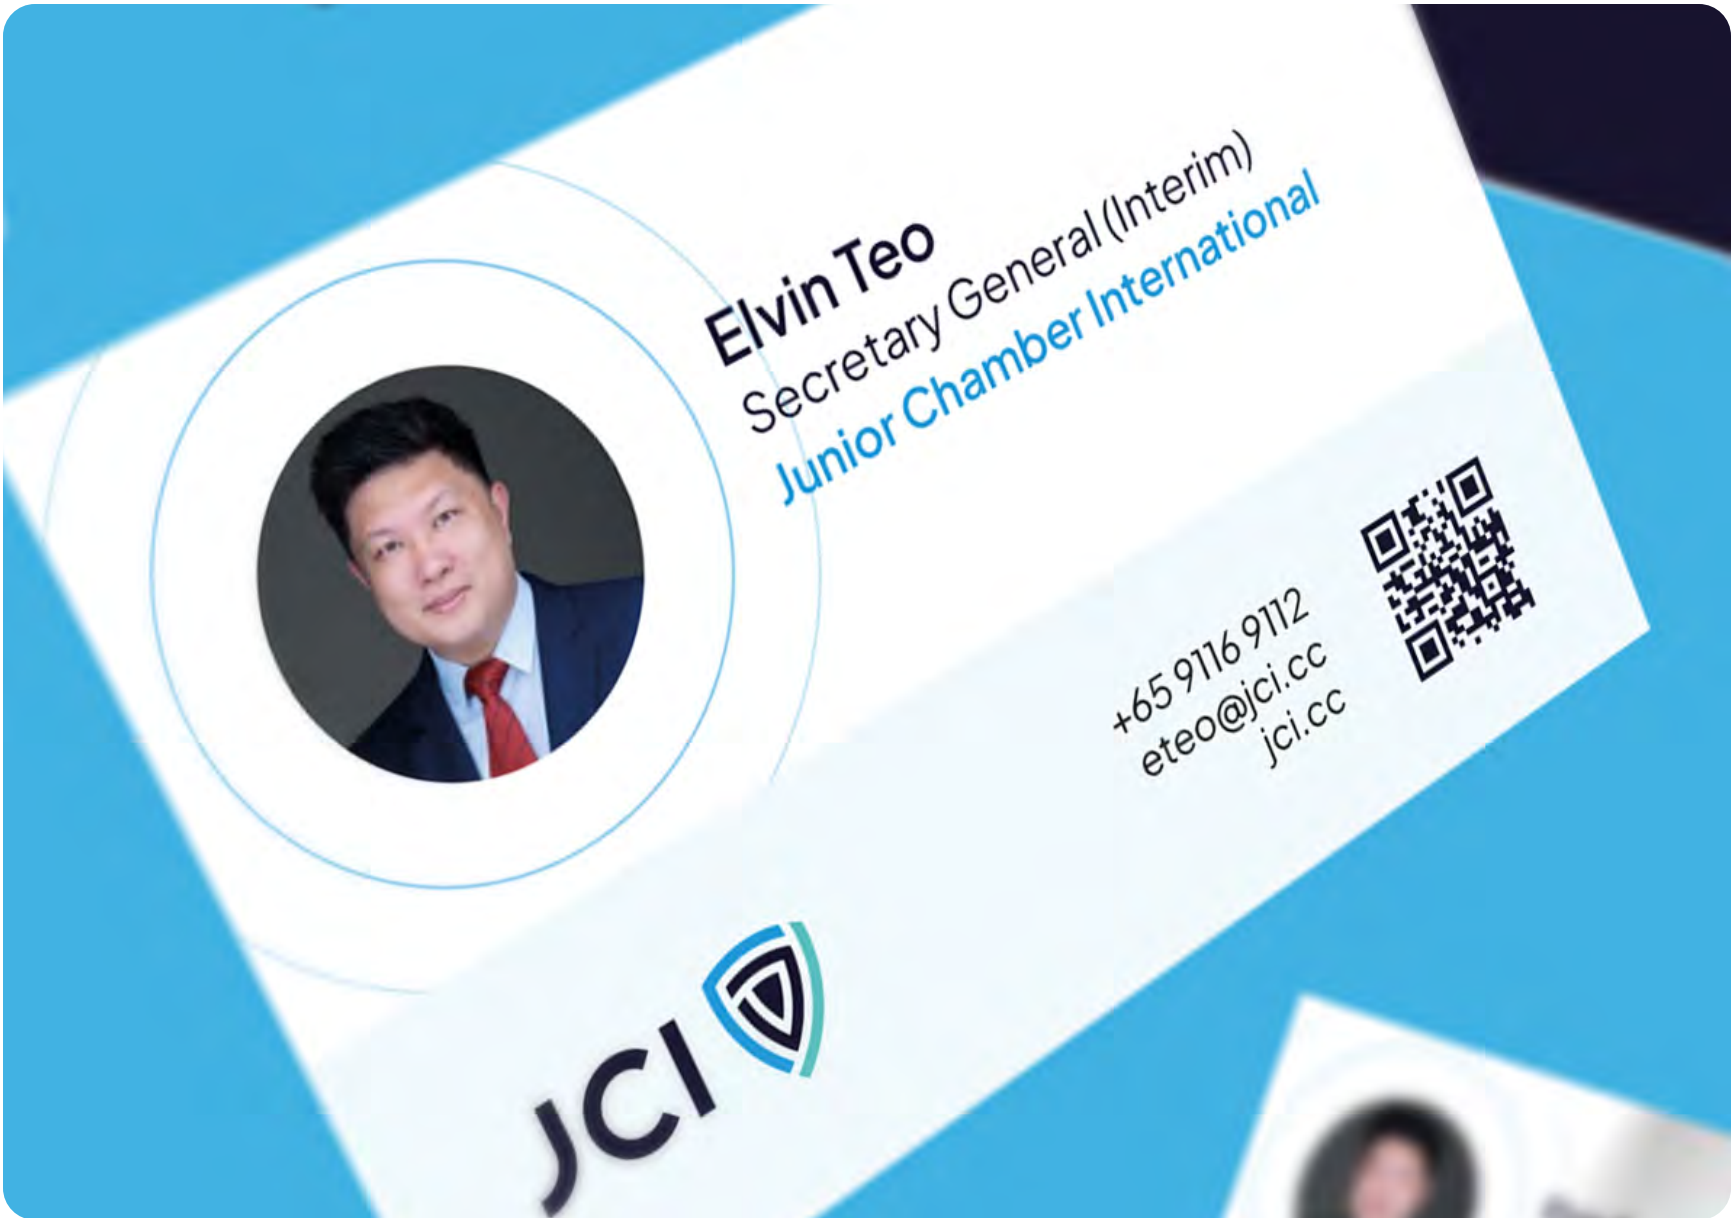 Elvin Teo
Secretary General (Interim)
Junior Chamber International
+65 9116 9112
eteo@jci.cc
jci.cc
JCI